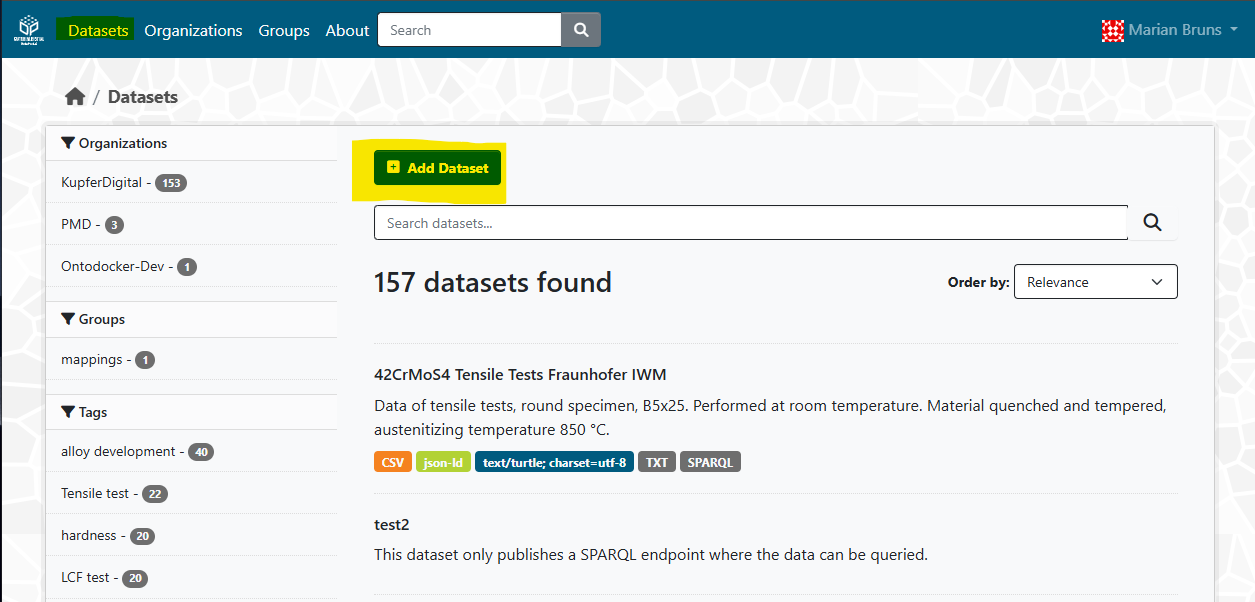 Datasets Organizations Groups About Search Marian Bruns
/ Datasets
Organizations
KupferDigital - 153
PMD - 3
Ontodocker-Dev - 1
Groups
mappings - 1
Tags
alloy development - 40
Tensile test - 22
hardness - 20
LCF test - 20
Add Dataset
Search datasets...
157 datasets found
Order by: Relevance
42CrMoS4 Tensile Tests Fraunhofer IWM
Data of tensile tests, round specimen, B5x25. Performed at room temperature. Material quenched and tempered,
austenitizing temperature 850 °C.
CSV json-ld text/turtle; charset=utf-8 TXT SPARQL
test2
This dataset only publishes a SPARQL endpoint where the data can be queried.